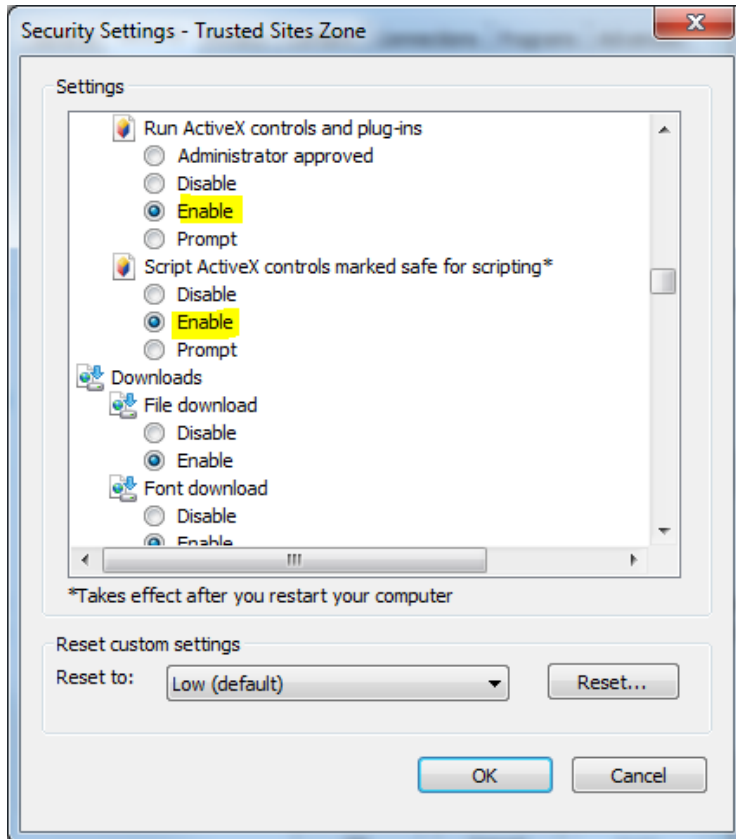 Security Settings - Trusted Sites Zone
Settings
Run ActiveX controls and plug-ins
Administrator approved
Disable
Enable
Prompt
Script ActiveX controls marked safe for scripting*
Disable
Enable
Prompt
Downloads
File download
Disable
Enable
Font download
Disable
Enable
*Takes effect after you restart your computer
Reset custom settings
Reset to: Low (default) Reset...
OK Cancel